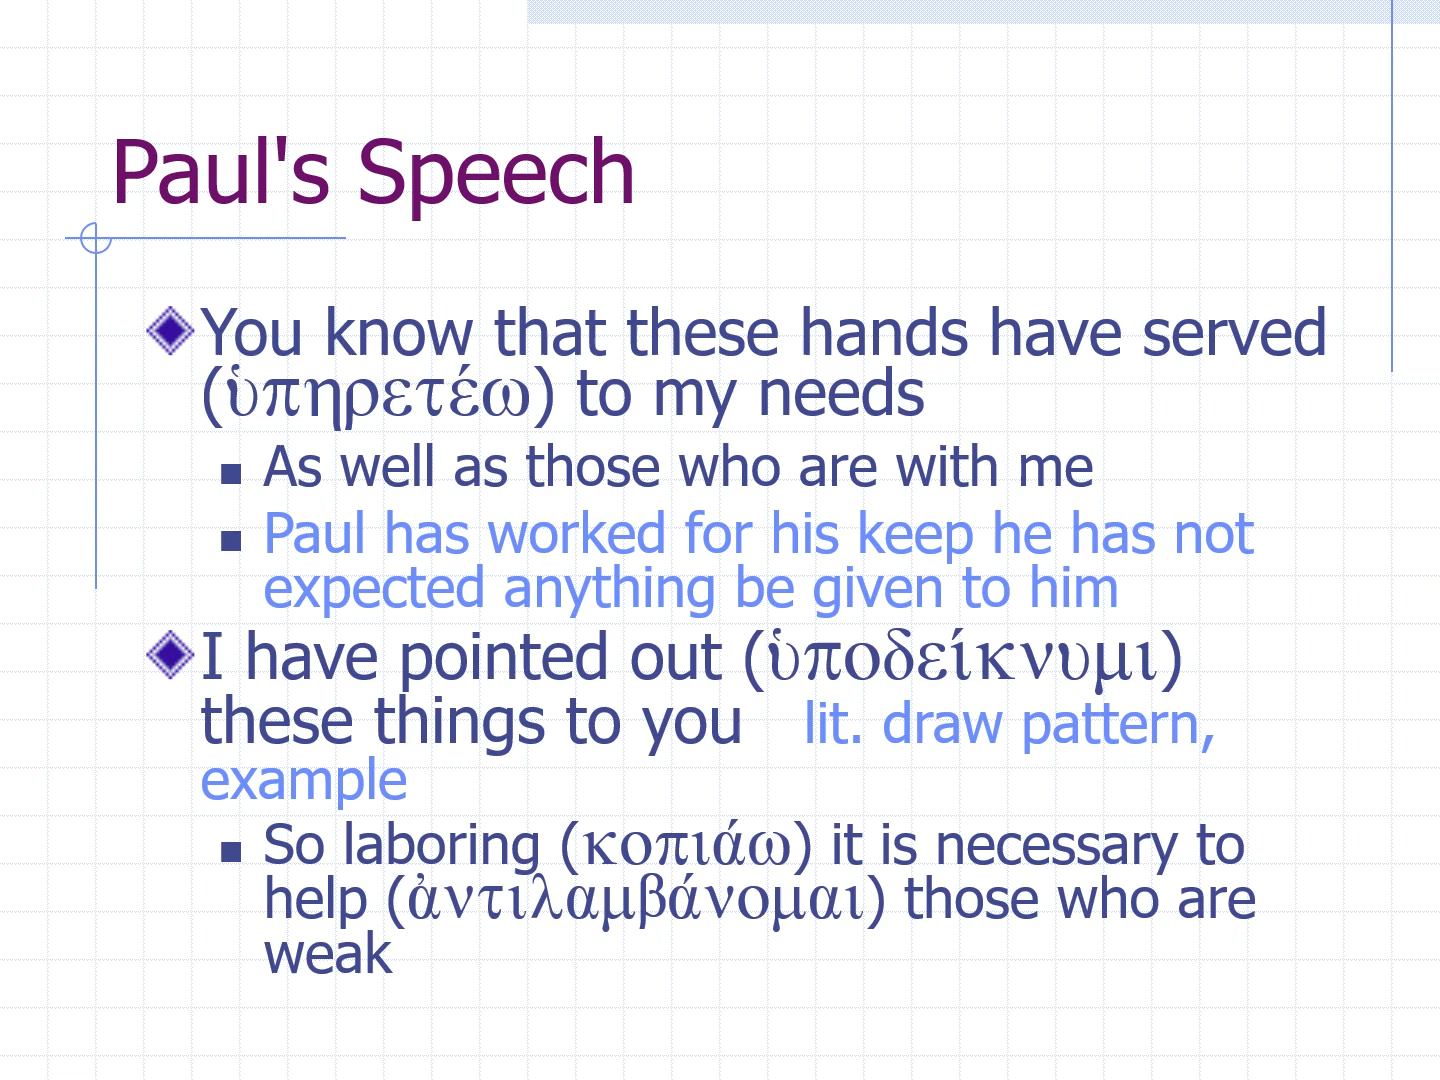 Paul's Speech
You know that these hands have served
(ὑπηρετέω) to my needs
As well as those who are with me
Paul has worked for his keep he has not
expected anything be given to him
I have pointed out (ὑποδείκνυμι)
these things to you lit. draw pattern,
example
So laboring (κοπιάω) it is necessary to
help (ἀντιλαμβάνομαι) those who are
weak